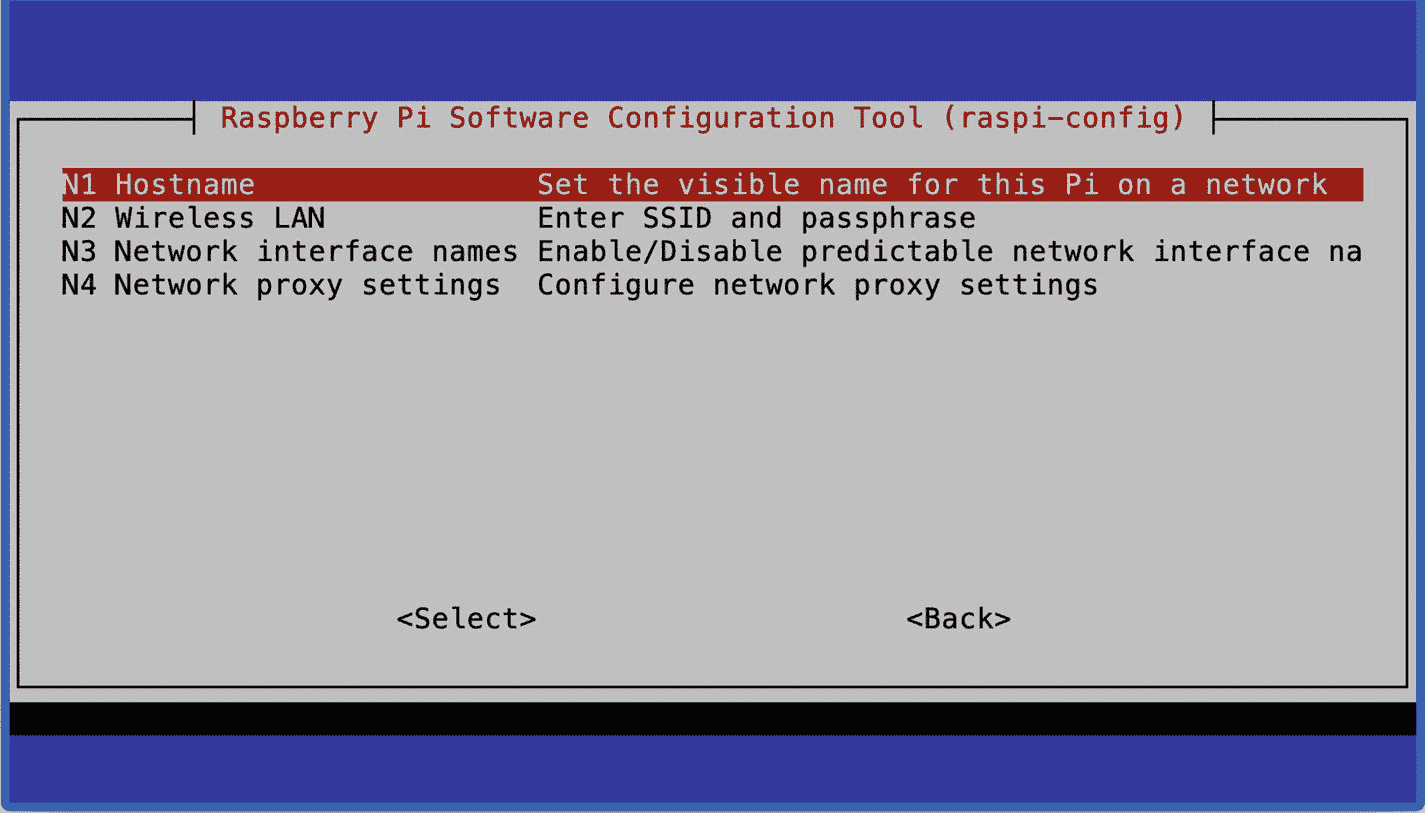 Raspberry Pi Software Configuration Tool (raspi-config)
N1 Hostname Set the visible name for this Pi on a network
N2 Wireless LAN Enter SSID and passphrase
N3 Network interface names Enable/Disable predictable network interface na
N4 Network proxy settings Configure network proxy settings
<Select> <Back>